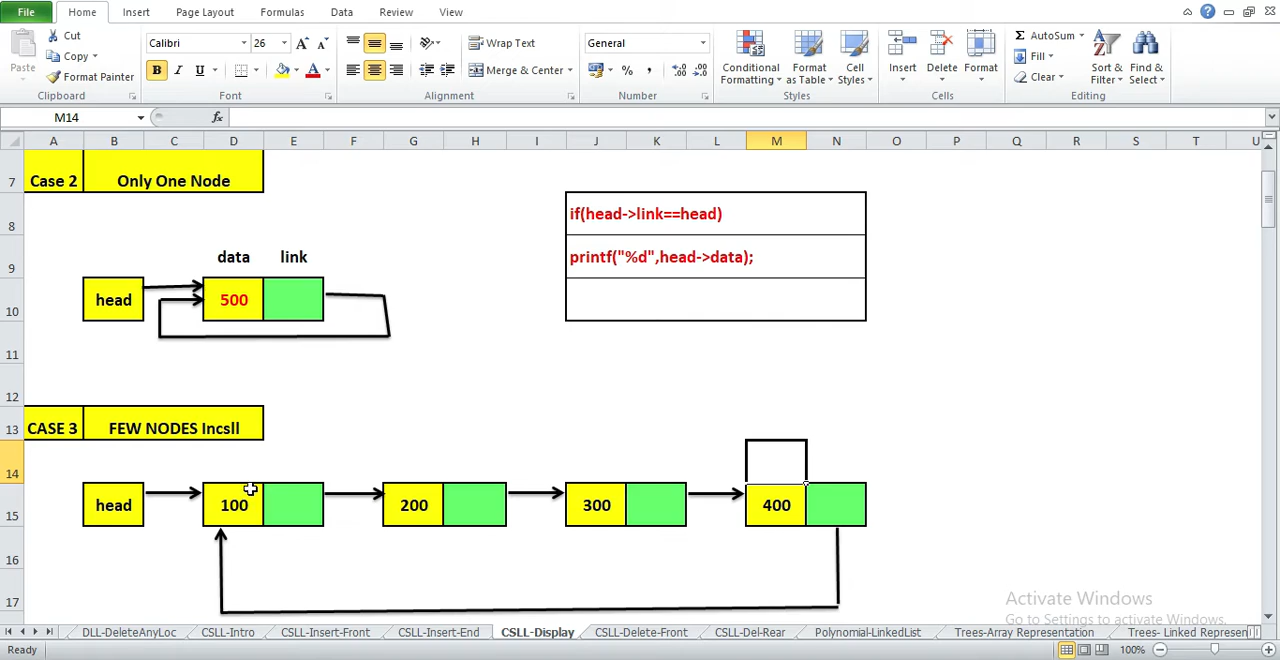 File Home Insert Page Layout Formulas Data Review View
Cut
Copy
Format Painter
Paste
Clipboard
Calibri 26
B I U
Font
Wrap Text
Merge & Center
Alignment
General
Number
Conditional Formatting
Format as Table
Cell Styles
Styles
Insert Delete Format
Cells
AutoSum
Fill
Clear
Sort & Filter
Find & Select
Editing
M14 fx
A B C D E F G H I J K L M N O P Q R S T U
7 Case 2 Only One Node
8 if(head->link==head)
9 data link printf("%d",head->data);
10 head 500
11
12
13 CASE 3 FEW NODES Incsll
14
15 head 100 200 300 400
16
17
Activate Windows
Go to Settings to activate Windows.
DLL-DeleteAnyLoc CSLL-Intro CSLL-Insert-Front CSLL-Insert-End CSLL-Display CSLL-Delete-Front CSLL-Del-Rear Polynomial-LinkedList Trees-Array Representation Trees- Linked Represen
Ready 100%